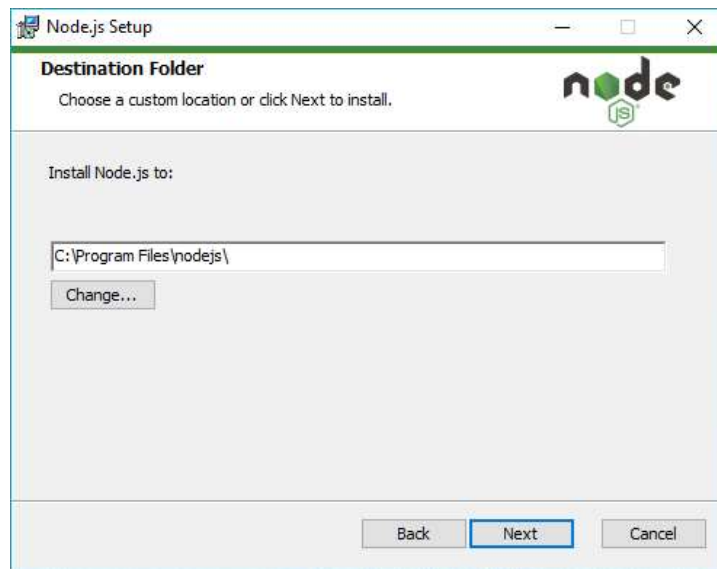 Node.js Setup
Destination Folder
Choose a custom location or click Next to install.
node
JS
Install Node.js to:
C:\Program Files\nodejs\
Change...
Back
Next
Cancel